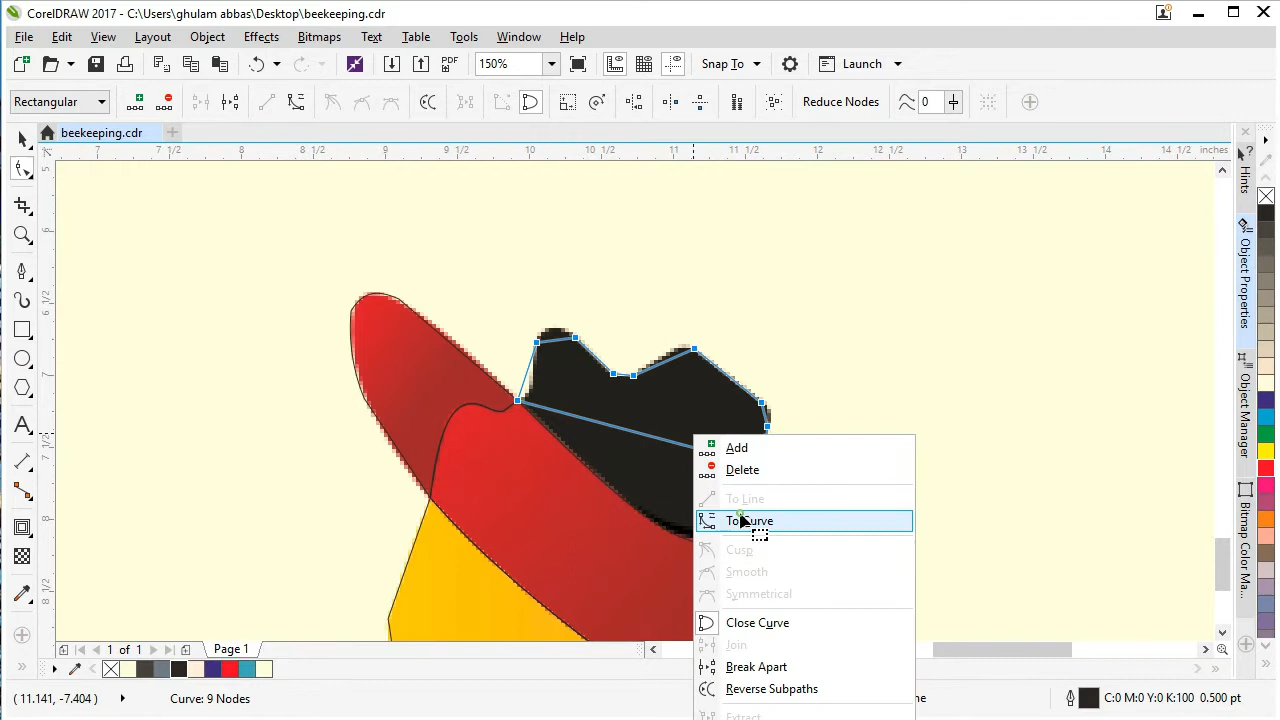 CorelDRAW 2017 - C:\Users\ghulam abbas\Desktop\beekeeping.cdr
File Edit View Layout Object Effects Bitmaps Text Table Tools Window Help
PDF 150% Snap To Launch
Rectangular Reduce Nodes 0
beekeeping.cdr
7 7 1/2 8 8 1/2 9 9 1/2 10 10 1/2 11 11 1/2 12 12 1/2 13 13 1/2 14 14 1/2 inches
Hints
Object Properties
Object Manager
Bitmap Color Ma...
Add
Delete
To Line
To Curve
Cusp
Smooth
Symmetrical
Close Curve
Join
Break Apart
Reverse Subpaths
Extract
1 of 1 Page 1
( 11.141, -7.404 ) Curve: 9 Nodes C:0 M:0 Y:0 K:100 0.500 pt